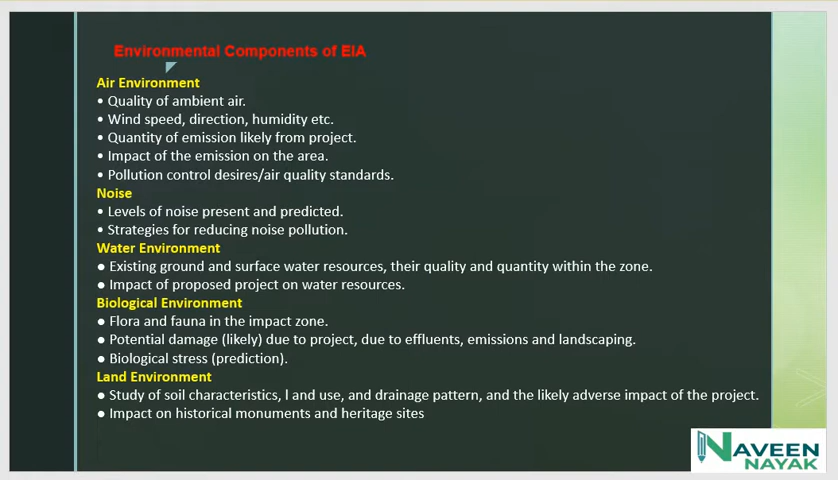 Environmental Components of EIA
Air Environment
• Quality of ambient air.
• Wind speed, direction, humidity etc.
• Quantity of emission likely from project.
• Impact of the emission on the area.
• Pollution control desires/air quality standards.
Noise
• Levels of noise present and predicted.
• Strategies for reducing noise pollution.
Water Environment
● Existing ground and surface water resources, their quality and quantity within the zone.
● Impact of proposed project on water resources.
Biological Environment
● Flora and fauna in the impact zone.
● Potential damage (likely) due to project, due to effluents, emissions and landscaping.
● Biological stress (prediction).
Land Environment
● Study of soil characteristics, l and use, and drainage pattern, and the likely adverse impact of the project.
● Impact on historical monuments and heritage sites
NAVEEN
NAYAK